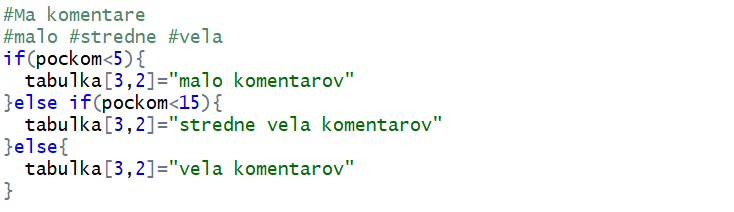 #Ma komentare
#malo #stredne #vela
if(pockom<5){
  tabulka[3,2]="malo komentarov"
}else if(pockom<15){
  tabulka[3,2]="stredne vela komentarov"
}else{
  tabulka[3,2]="vela komentarov"
}